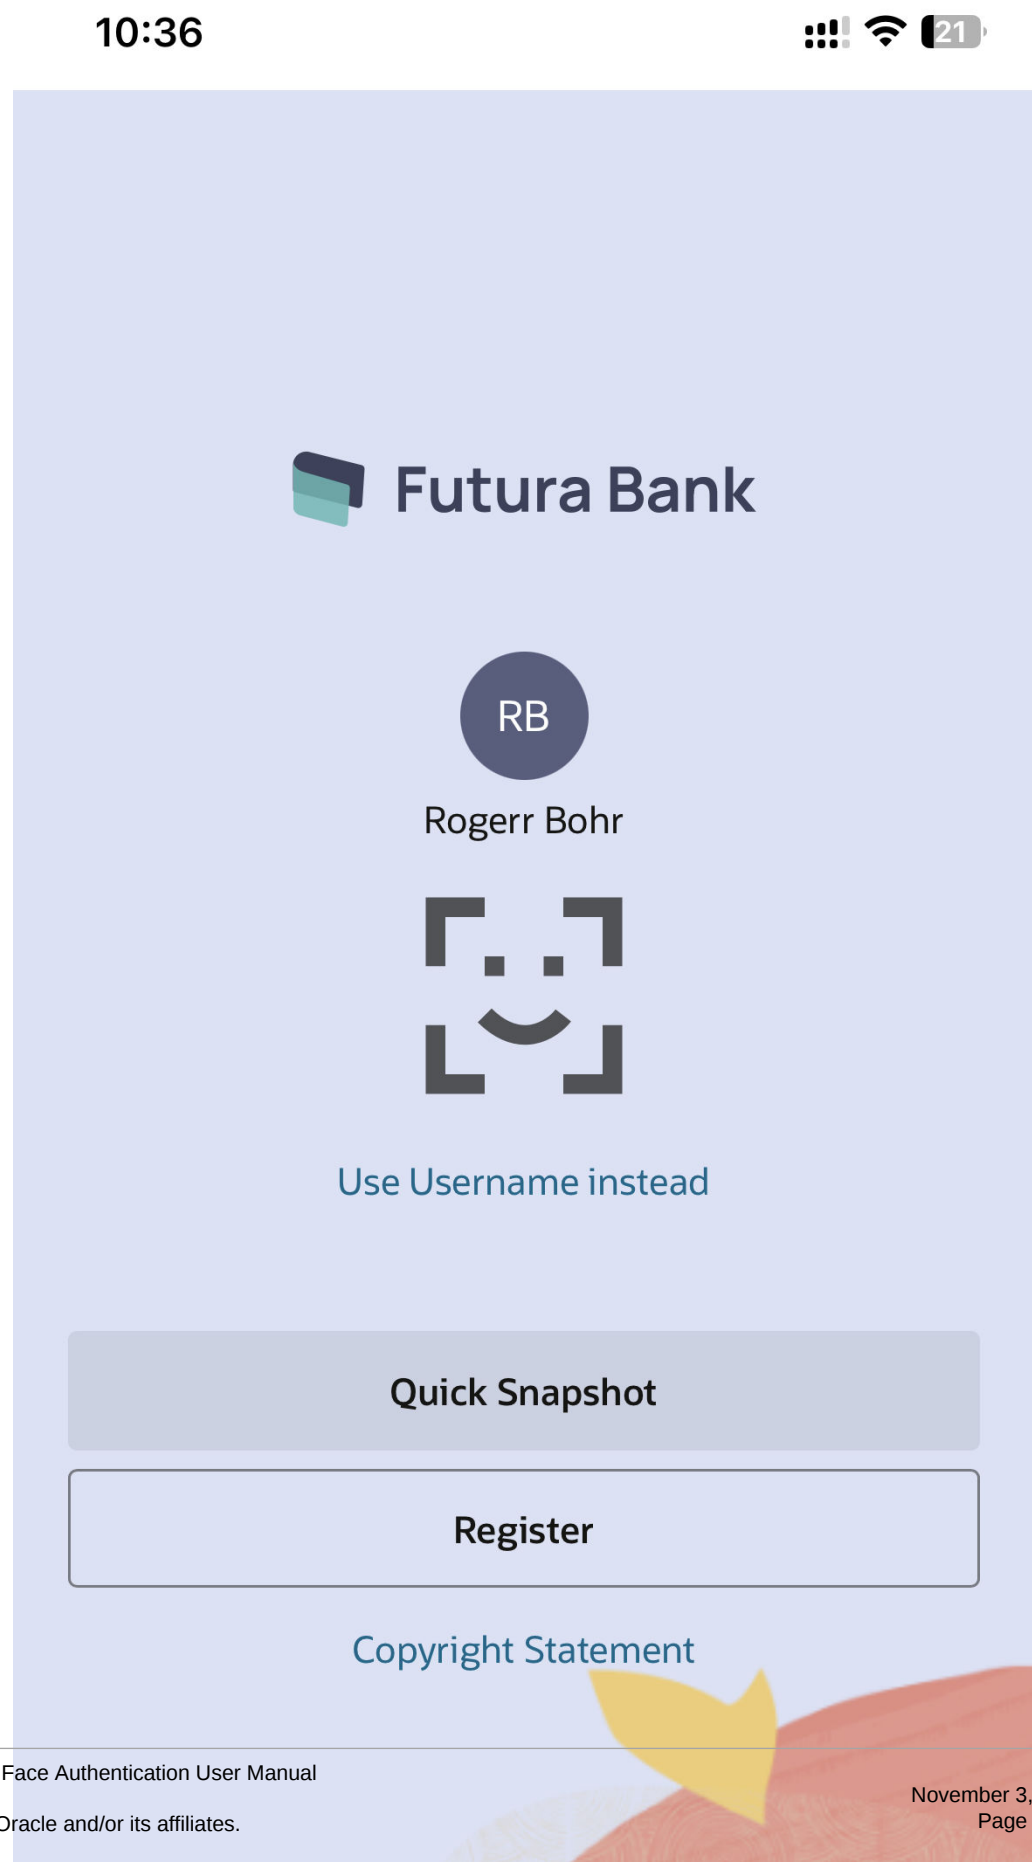 10:36
21
Futura Bank
RB
Rogerr Bohr
Use Username instead
Quick Snapshot
Register
Copyright Statement
Face Authentication User Manual
November 3,
Oracle and/or its affiliates.
Page